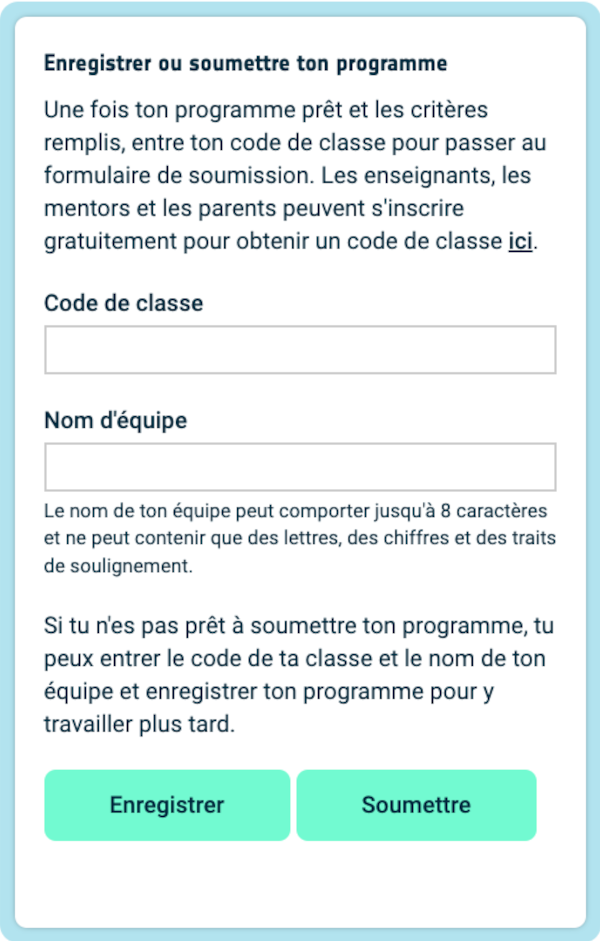 Enregistrer ou soumettre ton programme
Une fois ton programme prêt et les critères
remplis, entre ton code de classe pour passer au
formulaire de soumission. Les enseignants, les
mentors et les parents peuvent s'inscrire
gratuitement pour obtenir un code de classe ici.
Code de classe
Nom d'équipe
Le nom de ton équipe peut comporter jusqu'à 8 caractères
et ne peut contenir que des lettres, des chiffres et des traits
de soulignement.
Si tu n'es pas prêt à soumettre ton programme, tu
peux entrer le code de ta classe et le nom de ton
équipe et enregistrer ton programme pour y
travailler plus tard.
Enregistrer Soumettre